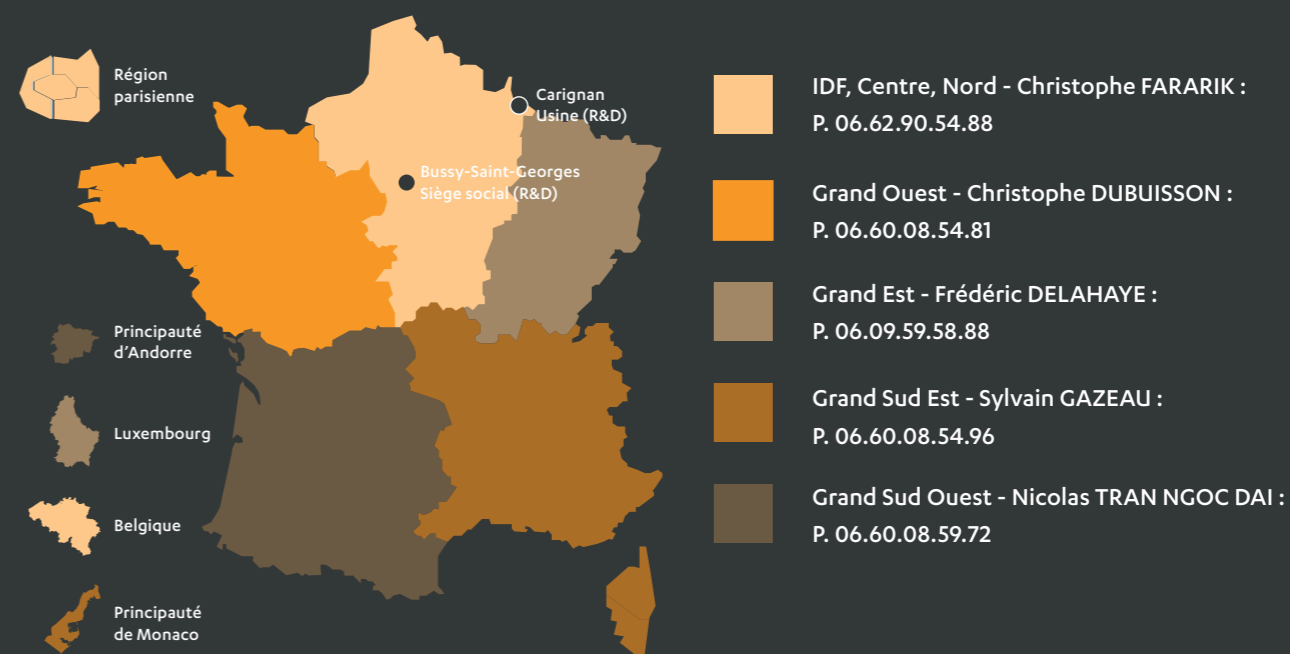 Région
parisienne
Carignan
Usine (R&D)
Bussy-Saint-Georges
Siège social (R&D)
Principauté
d'Andorre
Luxembourg
Belgique
Principauté
de Monaco
IDF, Centre, Nord - Christophe FARARIK :
P. 06.62.90.54.88
Grand Ouest - Christophe DUBUISSON :
P. 06.60.08.54.81
Grand Est - Frédéric DELAHAYE :
P. 06.09.59.58.88
Grand Sud Est - Sylvain GAZEAU :
P. 06.60.08.54.96
Grand Sud Ouest - Nicolas TRAN NGOC DAI :
P. 06.60.08.59.72